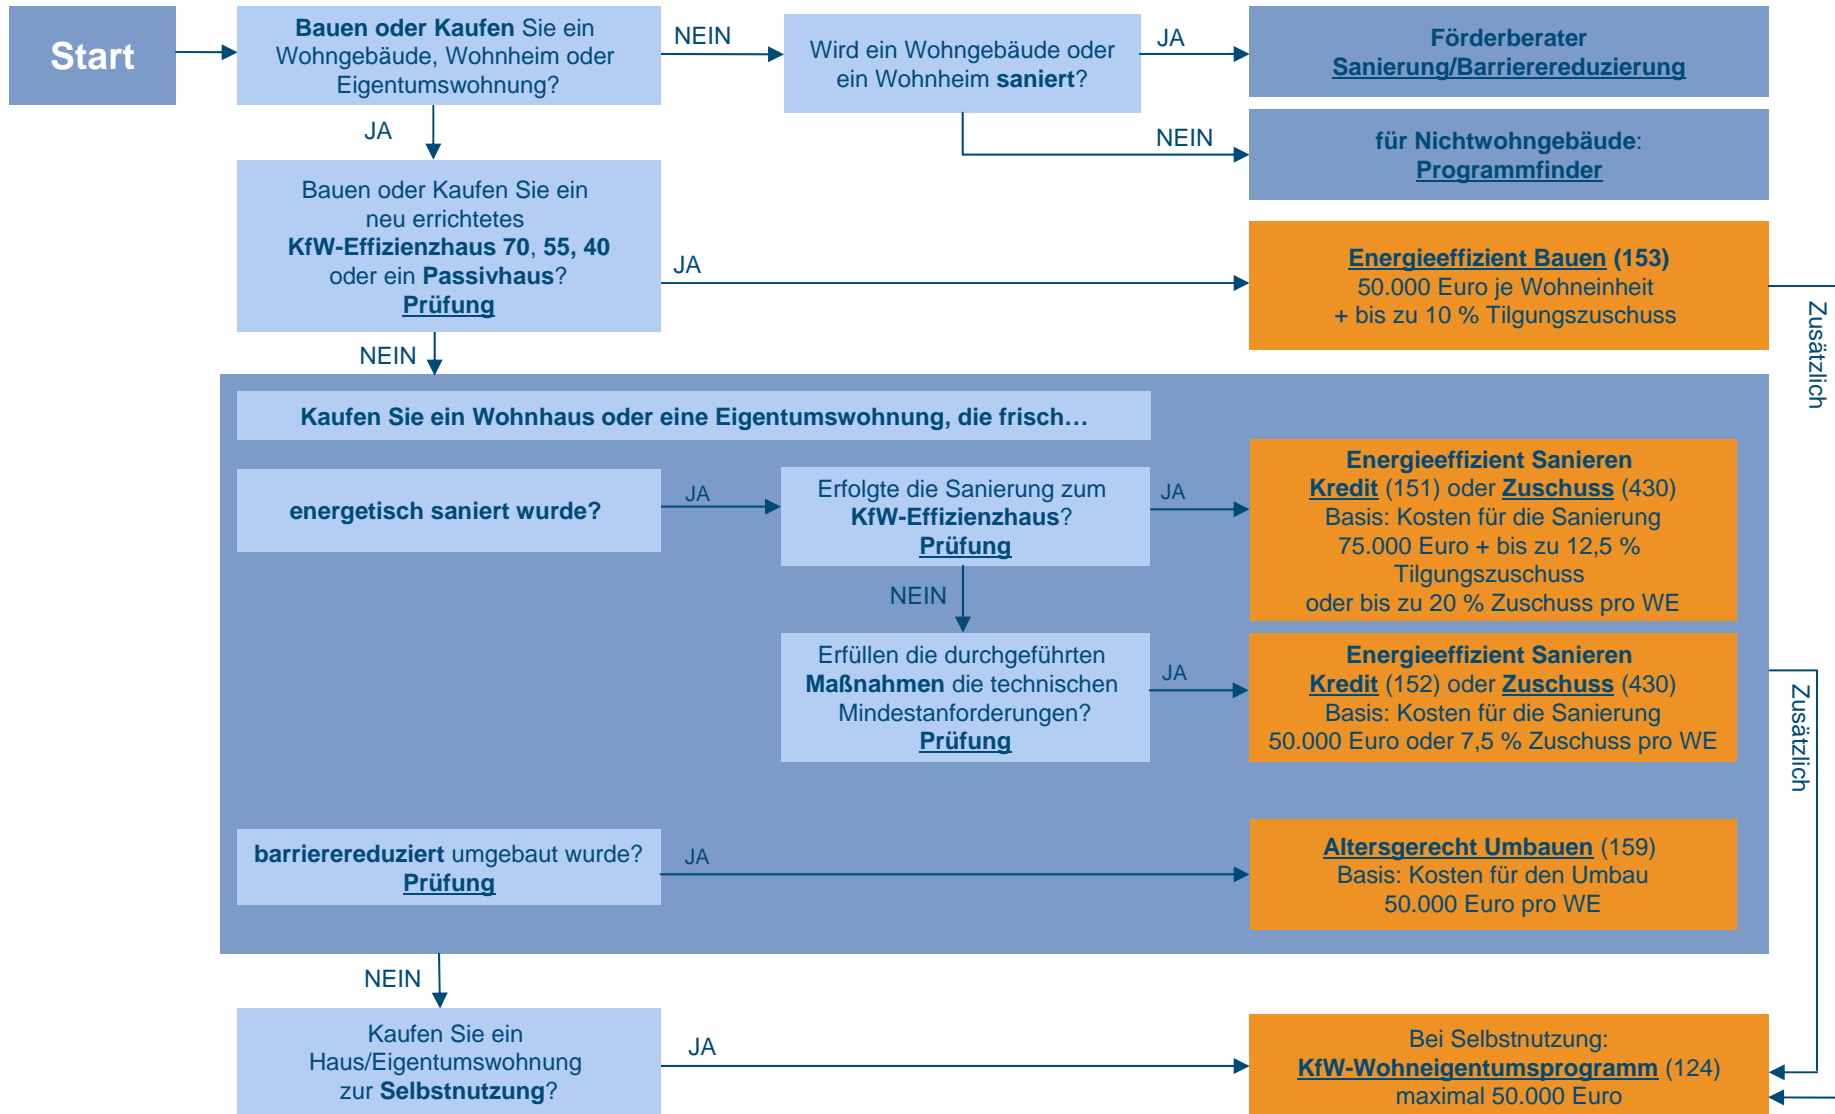 Start
Bauen oder Kaufen Sie ein
Wohngebäude, Wohnheim oder
Eigentumswohnung?
NEIN
Wird ein Wohngebäude oder
ein Wohnheim saniert?
JA
Förderberater
Sanierung/Barrierereduzierung
NEIN
für Nichtwohngebäude:
Programmfinder
JA
Bauen oder Kaufen Sie ein
neu errichtetes
KfW-Effizienzhaus 70, 55, 40
oder ein Passivhaus?
Prüfung
JA
Energieeffizient Bauen (153)
50.000 Euro je Wohneinheit
+ bis zu 10 % Tilgungszuschuss
Zusätzlich
NEIN
Kaufen Sie ein Wohnhaus oder eine Eigentumswohnung, die frisch…
energetisch saniert wurde?
JA
Erfolgte die Sanierung zum
KfW-Effizienzhaus?
Prüfung
JA
Energieeffizient Sanieren
Kredit (151) oder Zuschuss (430)
Basis: Kosten für die Sanierung
75.000 Euro + bis zu 12,5 %
Tilgungszuschuss
oder bis zu 20 % Zuschuss pro WE
NEIN
Erfüllen die durchgeführten
Maßnahmen die technischen
Mindestanforderungen?
Prüfung
JA
Energieeffizient Sanieren
Kredit (152) oder Zuschuss (430)
Basis: Kosten für die Sanierung
50.000 Euro oder 7,5 % Zuschuss pro WE
Zusätzlich
barrierereduziert umgebaut wurde?
Prüfung
JA
Altersgerecht Umbauen (159)
Basis: Kosten für den Umbau
50.000 Euro pro WE
NEIN
Kaufen Sie ein
Haus/Eigentumswohnung
zur Selbstnutzung?
JA
Bei Selbstnutzung:
KfW-Wohneigentumsprogramm (124)
maximal 50.000 Euro